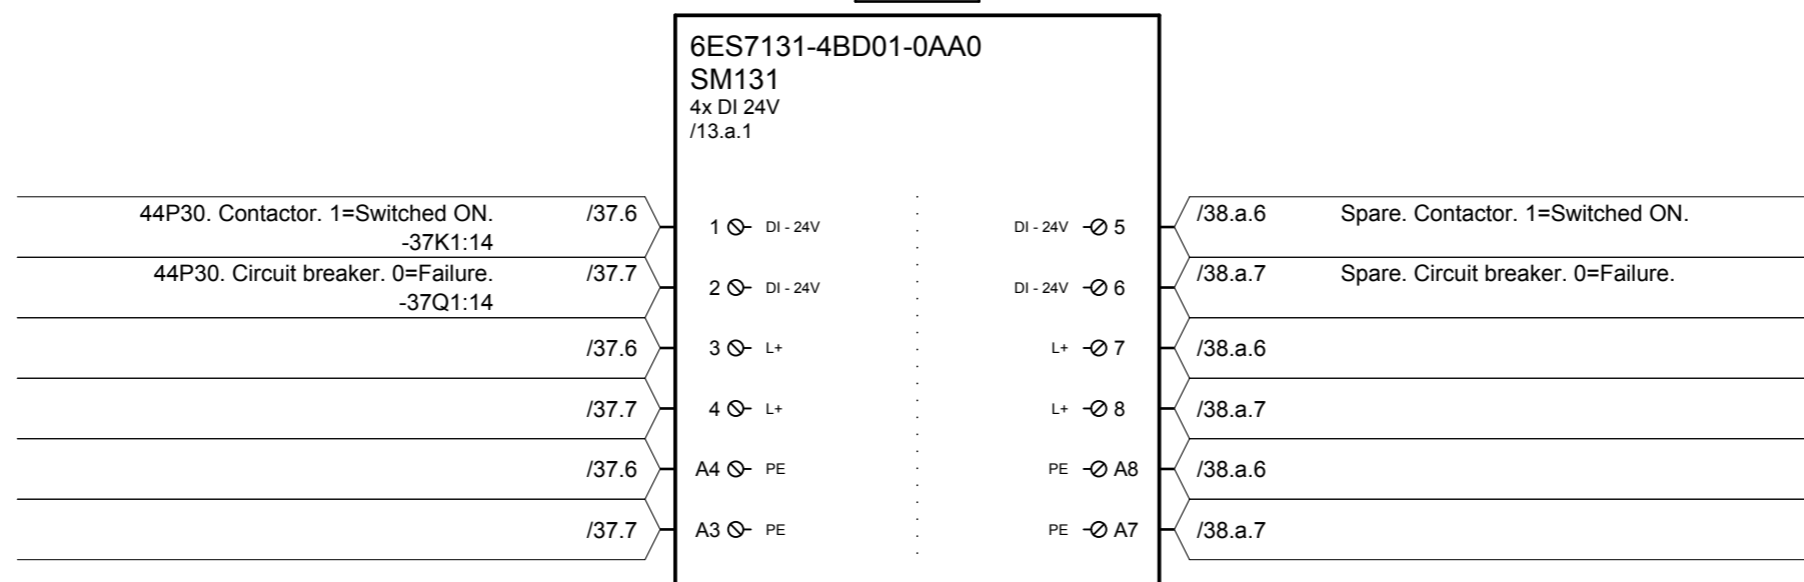 6ES7131-4BD01-0AA0
SM131
4x DI 24V
/13.a.1
44P30. Contactor. 1=Switched ON. /37.6 1 DI - 24V DI - 24V 5 /38.a.6 Spare. Contactor. 1=Switched ON.
-37K1:14
44P30. Circuit breaker. 0=Failure. /37.7 2 DI - 24V DI - 24V 6 /38.a.7 Spare. Circuit breaker. 0=Failure.
-37Q1:14
/37.6 3 L+ L+ 7 /38.a.6
/37.7 4 L+ L+ 8 /38.a.7
/37.6 A4 PE PE A8 /38.a.6
/37.7 A3 PE PE A7 /38.a.7